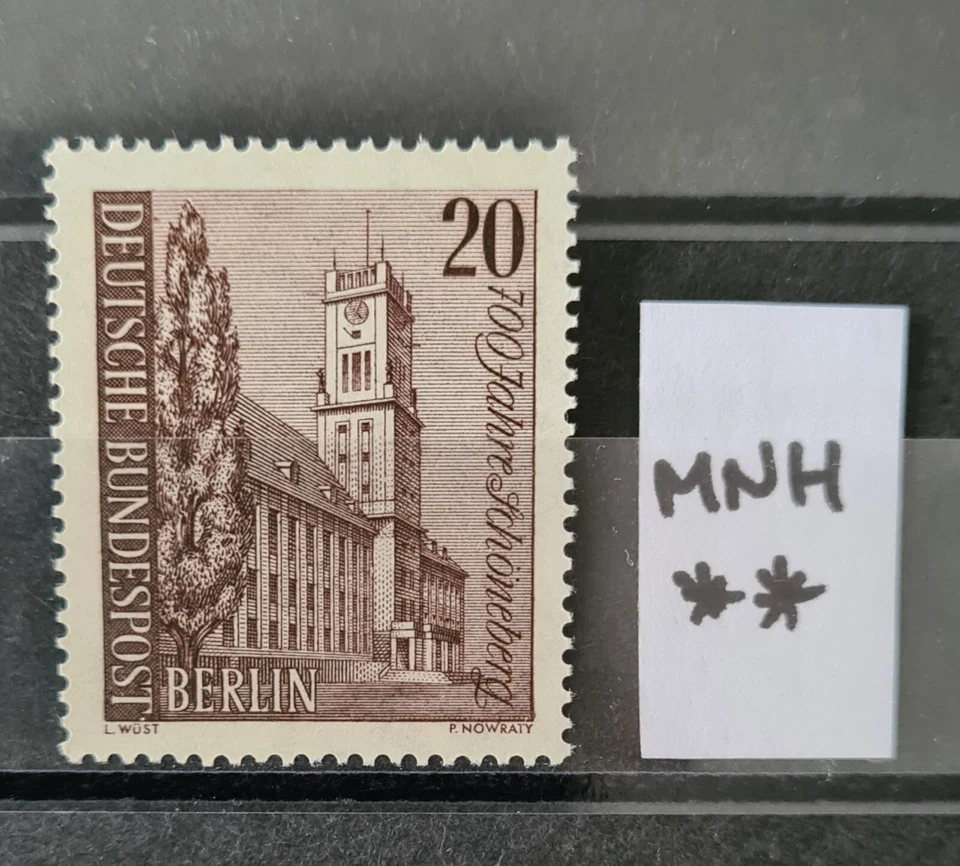 DEUTSCHE BUNDESPOST
20
700 Jahre Schöneberg
BERLIN
L. WÜST
P. NOWRATY
MNH
**